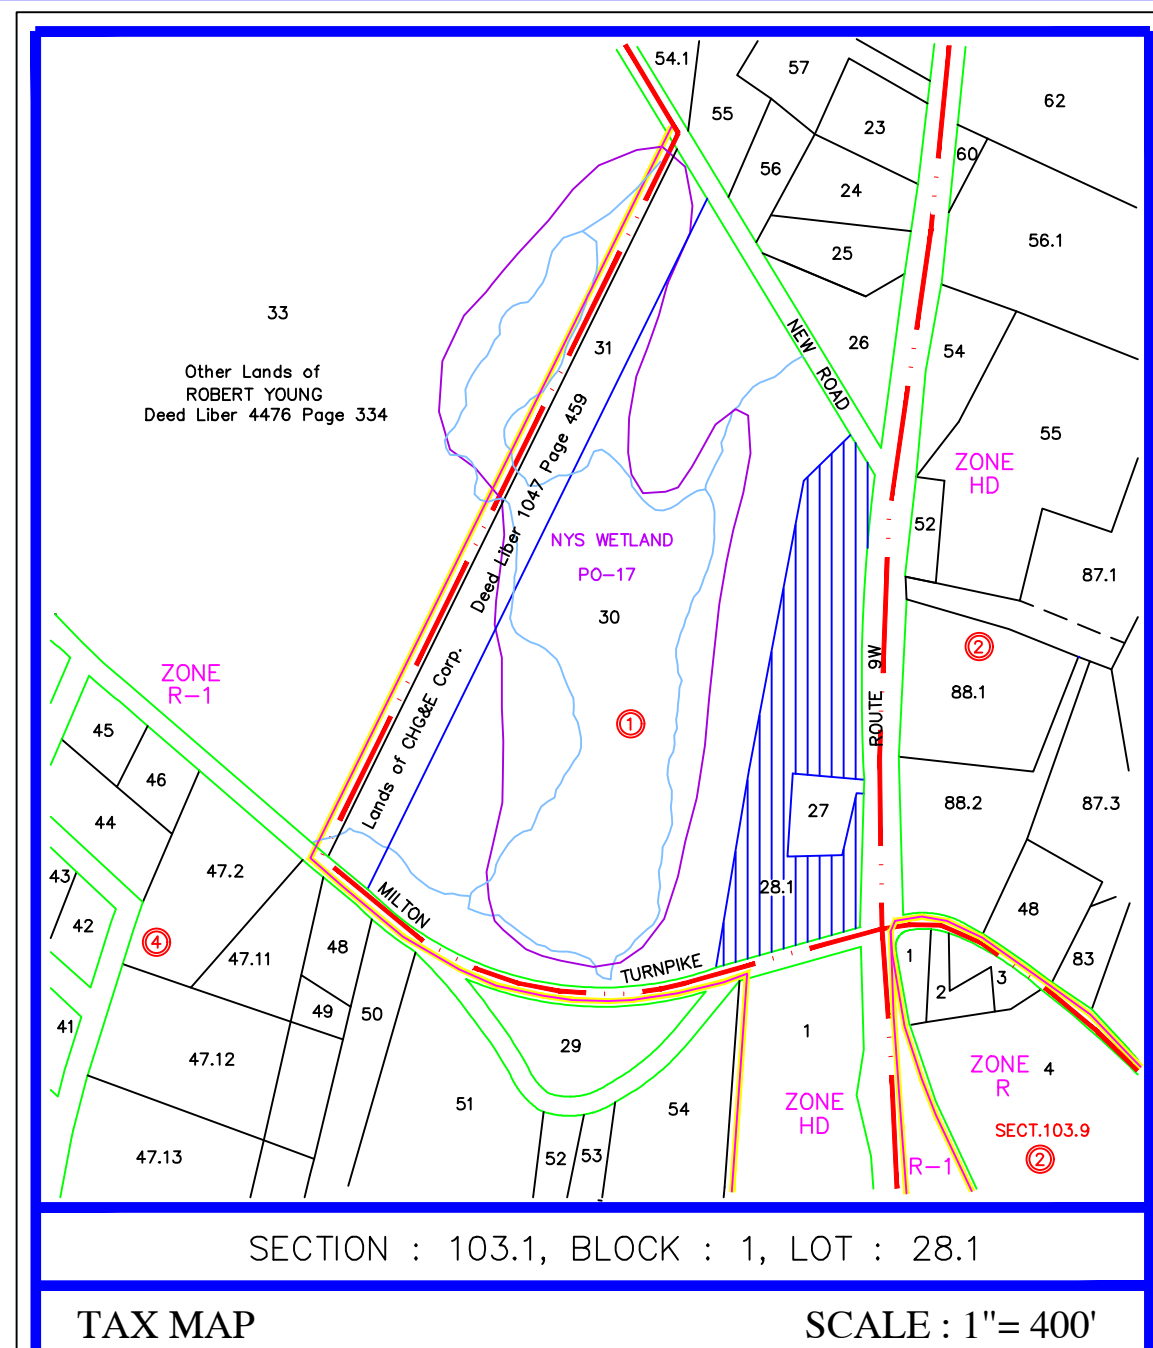 54.1
57
62
55
23
60
56
24
56.1
25
33
31
NEW ROAD
26
54
Other Lands of
ROBERT YOUNG
Deed Liber 4476 Page 334
55
ZONE
HD
Lands of CHG&E Corp. Deed Liber 1047 Page 459
52
NYS WETLAND
PO-17
87.1
30
ZONE
R-1
ROUTE 9W
2
88.1
45
1
46
44
27
88.2
87.3
43
47.2
28.1
42
MILTON
48
4
48
47.11
TURNPIKE
1
83
2
3
49
50
41
29
1
47.12
ZONE
R
4
51
54
ZONE
HD
SECT.103.9
47.13
52
53
R-1
2
SECTION : 103.1, BLOCK : 1, LOT : 28.1
TAX MAP
SCALE : 1"= 400'